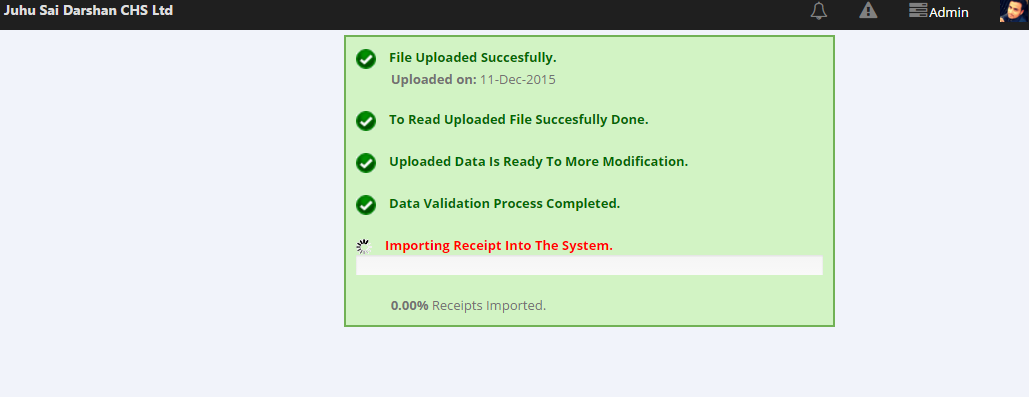 Juhu Sai Darshan CHS Ltd
Admin
File Uploaded Succesfully.
Uploaded on: 11-Dec-2015
To Read Uploaded File Succesfully Done.
Uploaded Data Is Ready To More Modification.
Data Validation Process Completed.
Importing Receipt Into The System.
0.00% Receipts Imported.